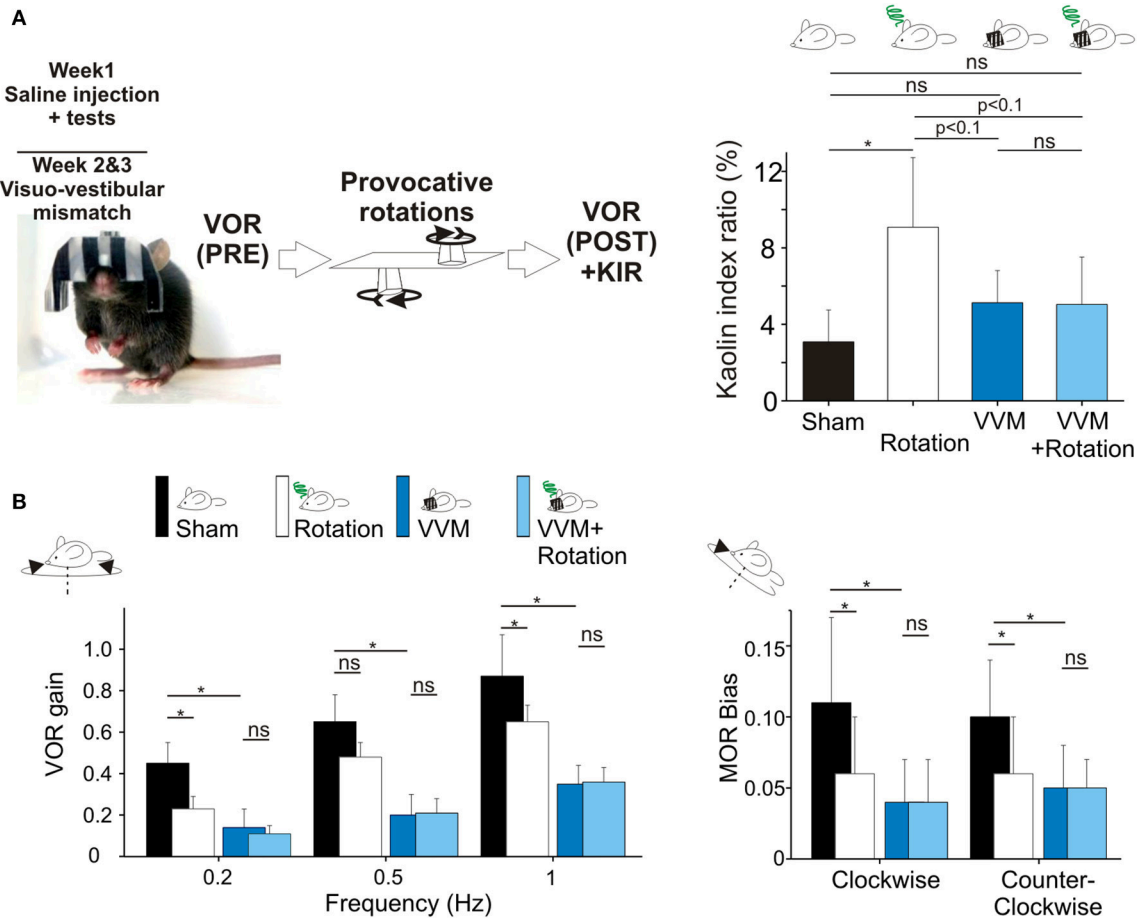 A
Week1
Saline injection
+ tests
Week 2&3
Visuo-vestibular
mismatch
VOR
(PRE)
Provocative
rotations
VOR
(POST)
+KIR
ns
ns
p<0.1
p<0.1
ns
*
Kaolin index ratio (%)
12
8
4
0
Sham
Rotation
VVM
VVM
+Rotation
B
Sham
Rotation
VVM
VVM+
Rotation
VOR gain
1.0
0.8
0.6
0.4
0.2
0
*
*
ns
*
ns
ns
*
*
ns
0.2
0.5
1
Frequency (Hz)
MOR Bias
0.15
0.10
0.05
0
*
*
ns
*
*
ns
Clockwise
Counter-
Clockwise